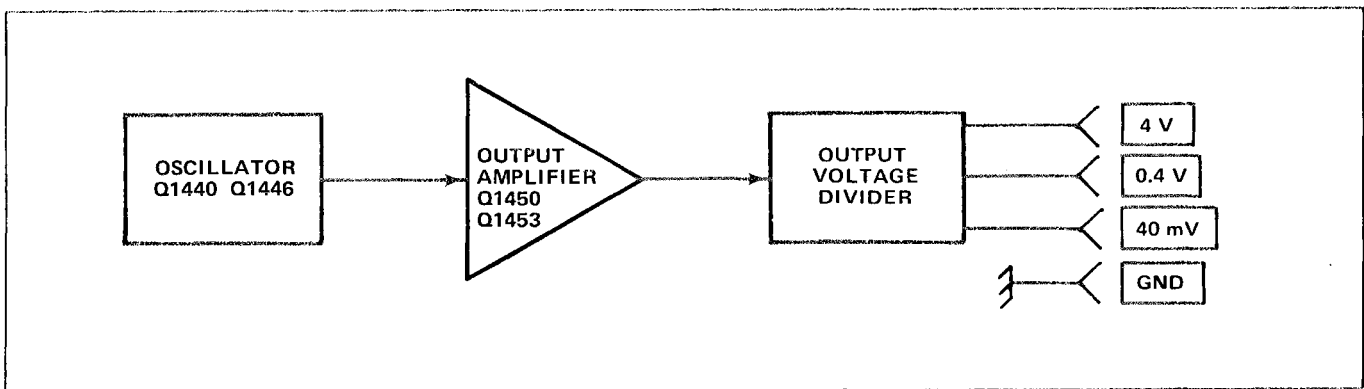 OSCILLATOR
Q1440 Q1446
OUTPUT
AMPLIFIER
Q1450
Q1453
OUTPUT
VOLTAGE
DIVIDER
4 V
0.4 V
40 mV
GND